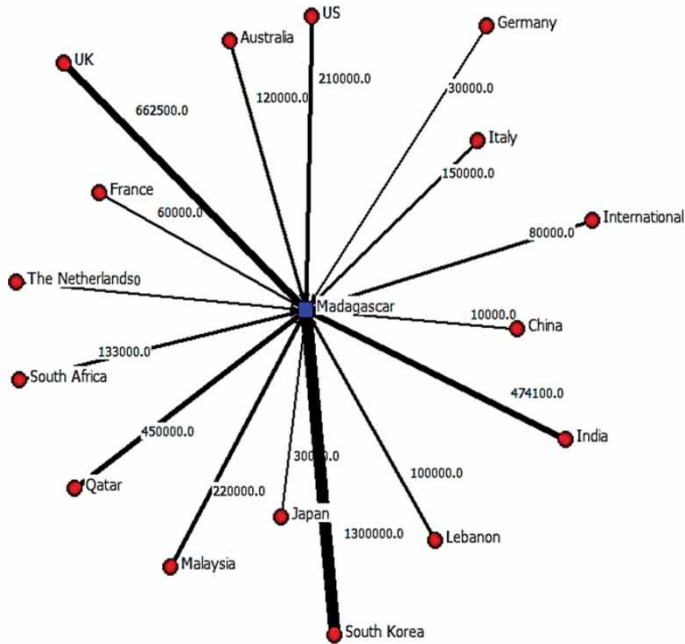 US
Germany
Australia
UK
210000.0
30000.0
120000.0
662500.0
Italy
150000.0
France
60000.0
International
80000.0
The Netherlands0
Madagascar
10000.0
China
133000.0
South Africa
474100.0
450000.0
India
30000.0
100000.0
Qatar
220000.0
Japan
1300000.0
Lebanon
Malaysia
South Korea